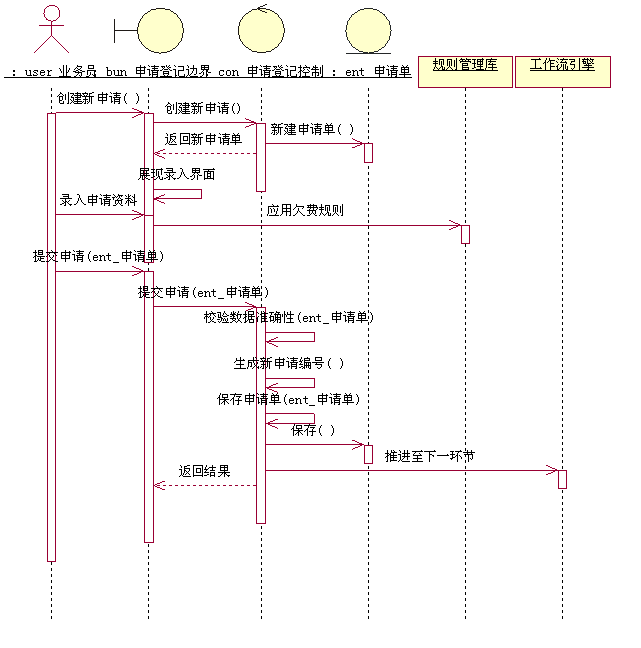 : user 业务员 bun 申请登记边界 con 申请登记控制 : ent 申请单
规则管理库
工作流引擎
创建新申请( )
创建新申请()
新建申请单( )
返回新申请单
展现录入界面
录入申请资料
应用欠费规则
提交申请(ent_申请单)
提交申请(ent_申请单)
校验数据准确性(ent_申请单)
生成新申请编号( )
保存申请单(ent_申请单)
保存( )
推进至下一环节
返回结果